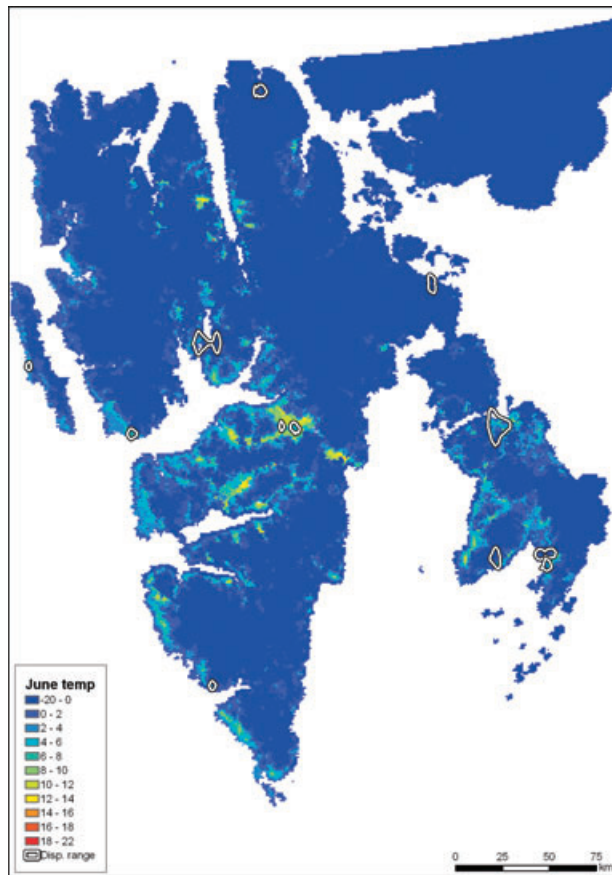 June temp
-20 - 0
0 - 2
2 - 4
4 - 6
6 - 8
8 - 10
10 - 12
12 - 14
14 - 16
16 - 18
18 - 22
Disp. range
0 25 50 75
km